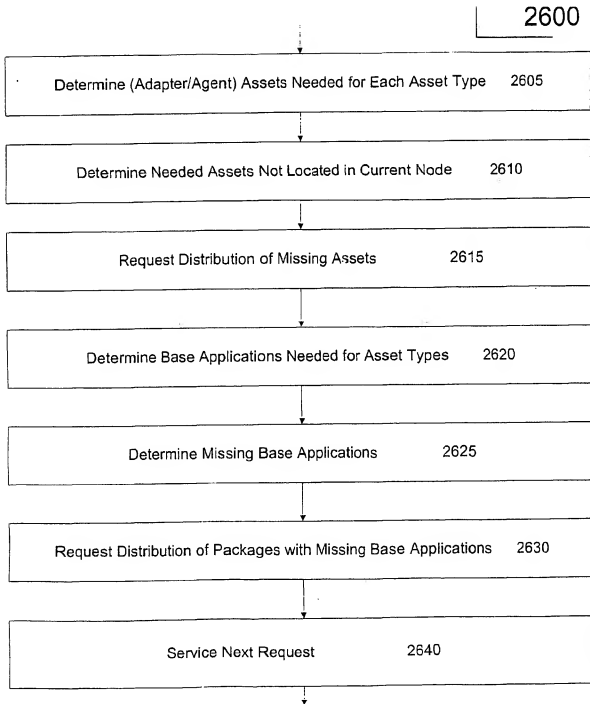 2600
Determine (Adapter/Agent) Assets Needed for Each Asset Type 2605
Determine Needed Assets Not Located in Current Node 2610
Request Distribution of Missing Assets 2615
Determine Base Applications Needed for Asset Types 2620
Determine Missing Base Applications 2625
Request Distribution of Packages with Missing Base Applications 2630
Service Next Request 2640